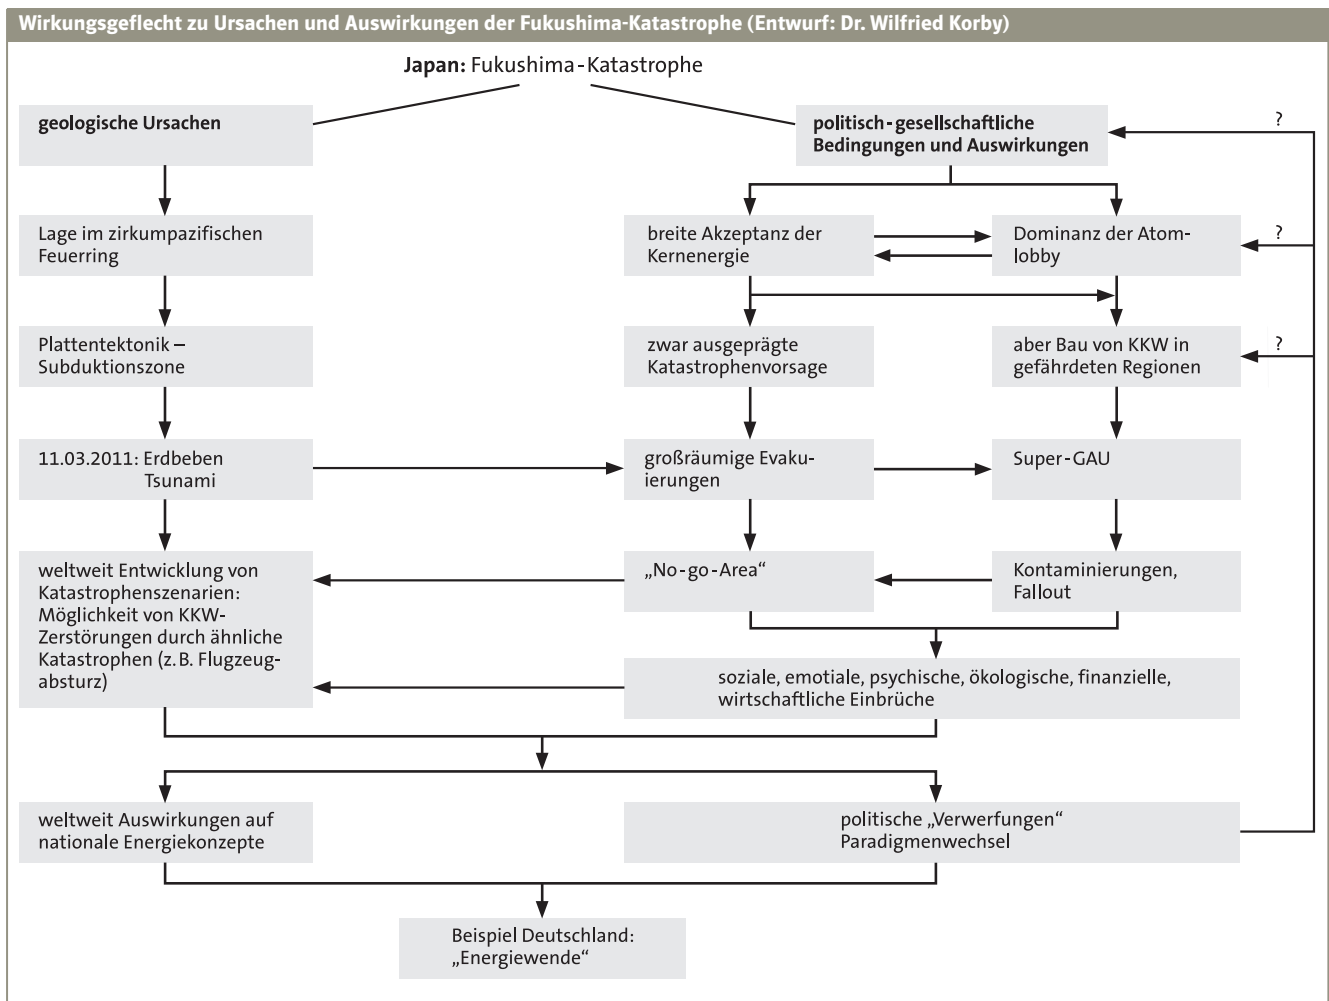 Wirkungsgeflecht zu Ursachen und Auswirkungen der Fukushima-Katastrophe (Entwurf: Dr. Wilfried Korby)
Japan: Fukushima-Katastrophe
geologische Ursachen
politisch-gesellschaftliche
Bedingungen und Auswirkungen
?
Lage im zirkumpazifischen
Feuerring
breite Akzeptanz der
Kernenergie
Dominanz der Atom-
lobby
?
Plattentektonik –
Subduktionszone
zwar ausgeprägte
Katastrophenvorsage
aber Bau von KKW in
gefährdeten Regionen
?
11.03.2011: Erdbeben
Tsunami
großräumige Evaku-
ierungen
Super-GAU
weltweit Entwicklung von
Katastrophenszenarien:
Möglichkeit von KKW-
Zerstörungen durch ähnliche
Katastrophen (z. B. Flugzeug-
absturz)
„No-go-Area“
Kontaminierungen,
Fallout
soziale, emotiale, psychische, ökologische, finanzielle,
wirtschaftliche Einbrüche
weltweit Auswirkungen auf
nationale Energiekonzepte
politische „Verwerfungen“
Paradigmenwechsel
Beispiel Deutschland:
„Energiewende“